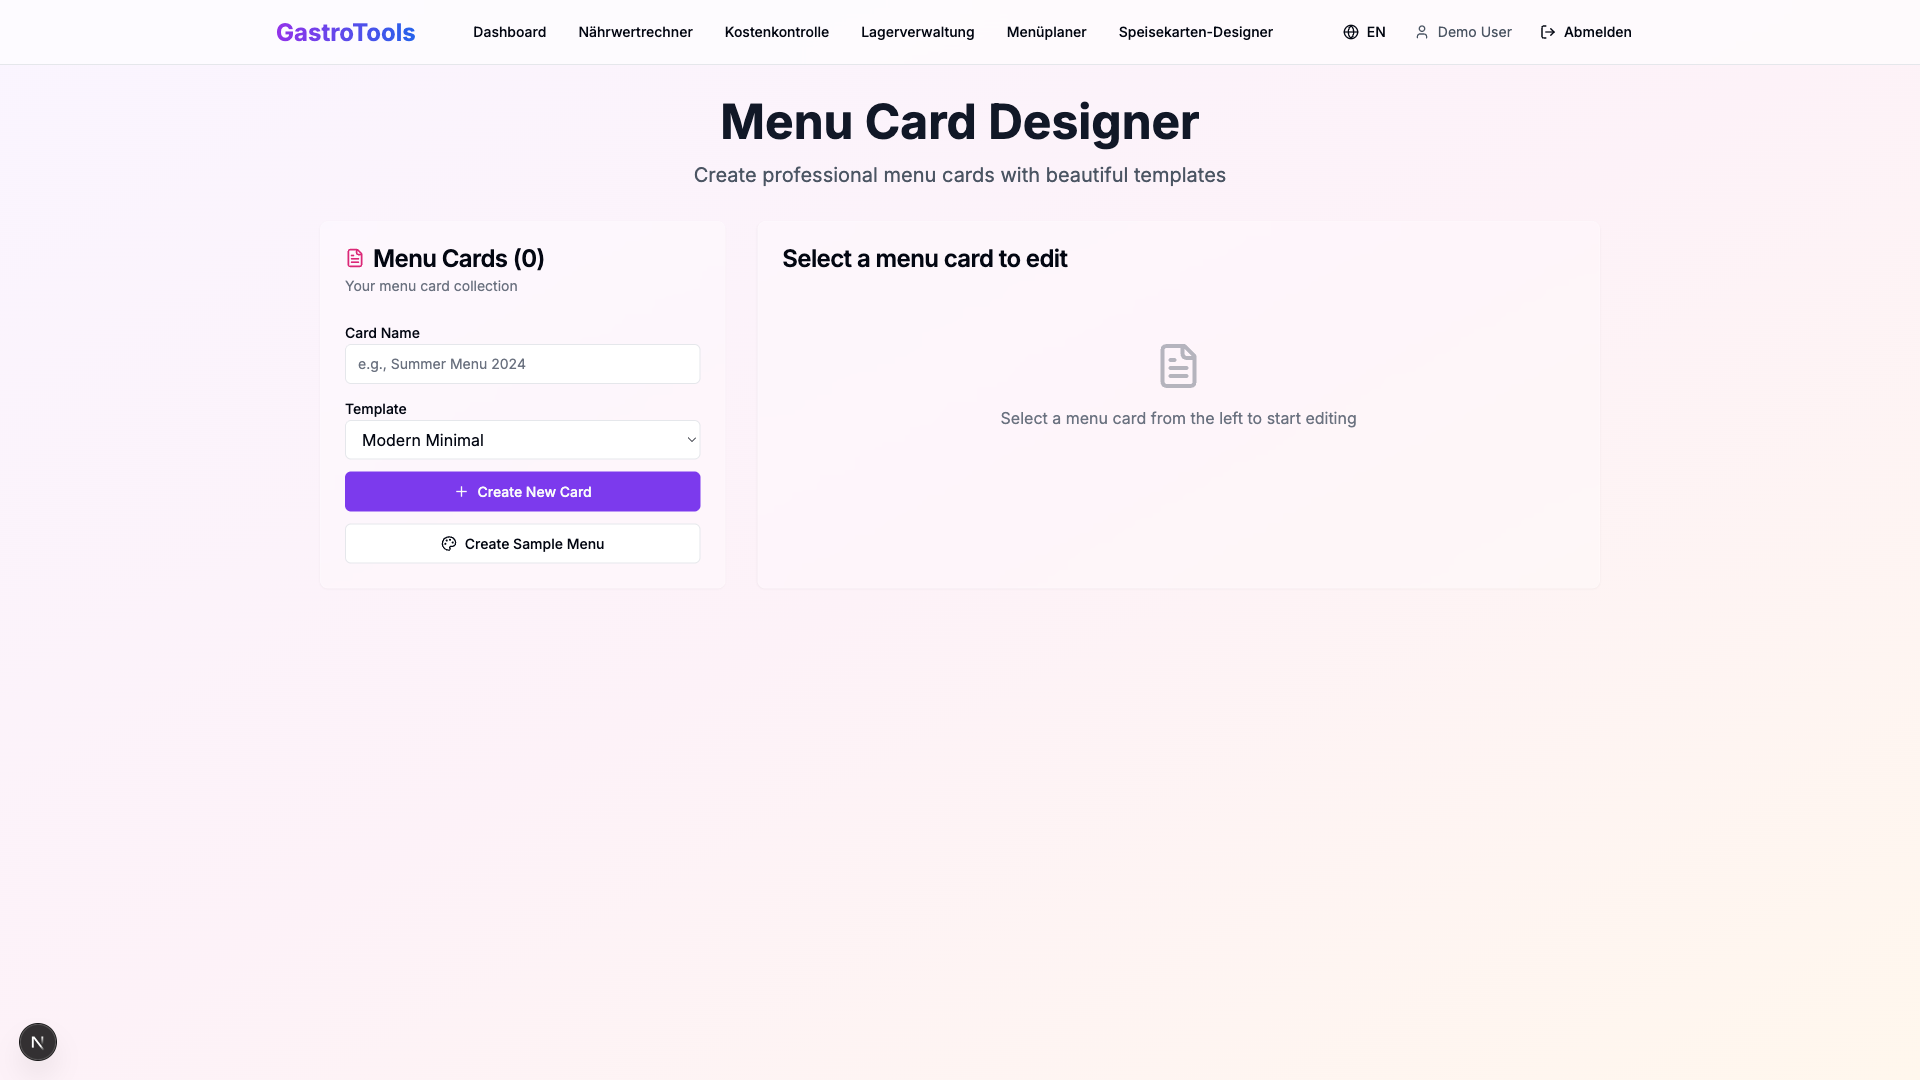 GastroTools Dashboard Nährwertrechner Kostenkontrolle Lagerverwaltung Menüplaner Speisekarten-Designer EN Demo User Abmelden
Menu Card Designer
Create professional menu cards with beautiful templates
Menu Cards (0)
Your menu card collection
Card Name
e.g., Summer Menu 2024
Template
Modern Minimal
Create New Card
Create Sample Menu
Select a menu card to edit
Select a menu card from the left to start editing
N